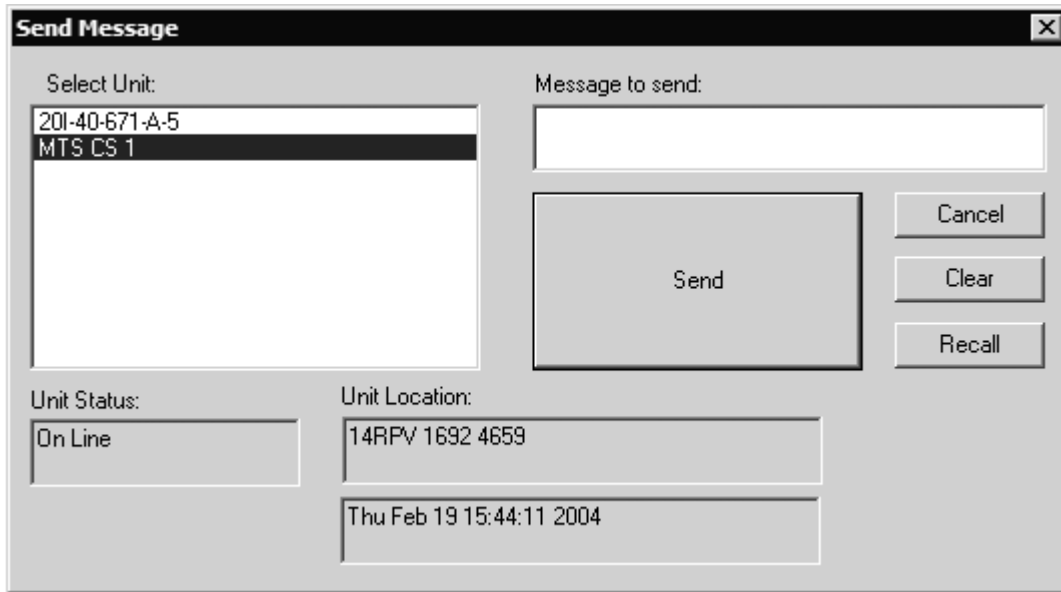 Send Message
Select Unit:
20I-40-671-A-5
MTS CS 1
Message to send:
Send
Cancel
Clear
Recall
Unit Status:
On Line
Unit Location:
14RPV 1692 4659
Thu Feb 19 15:44:11 2004